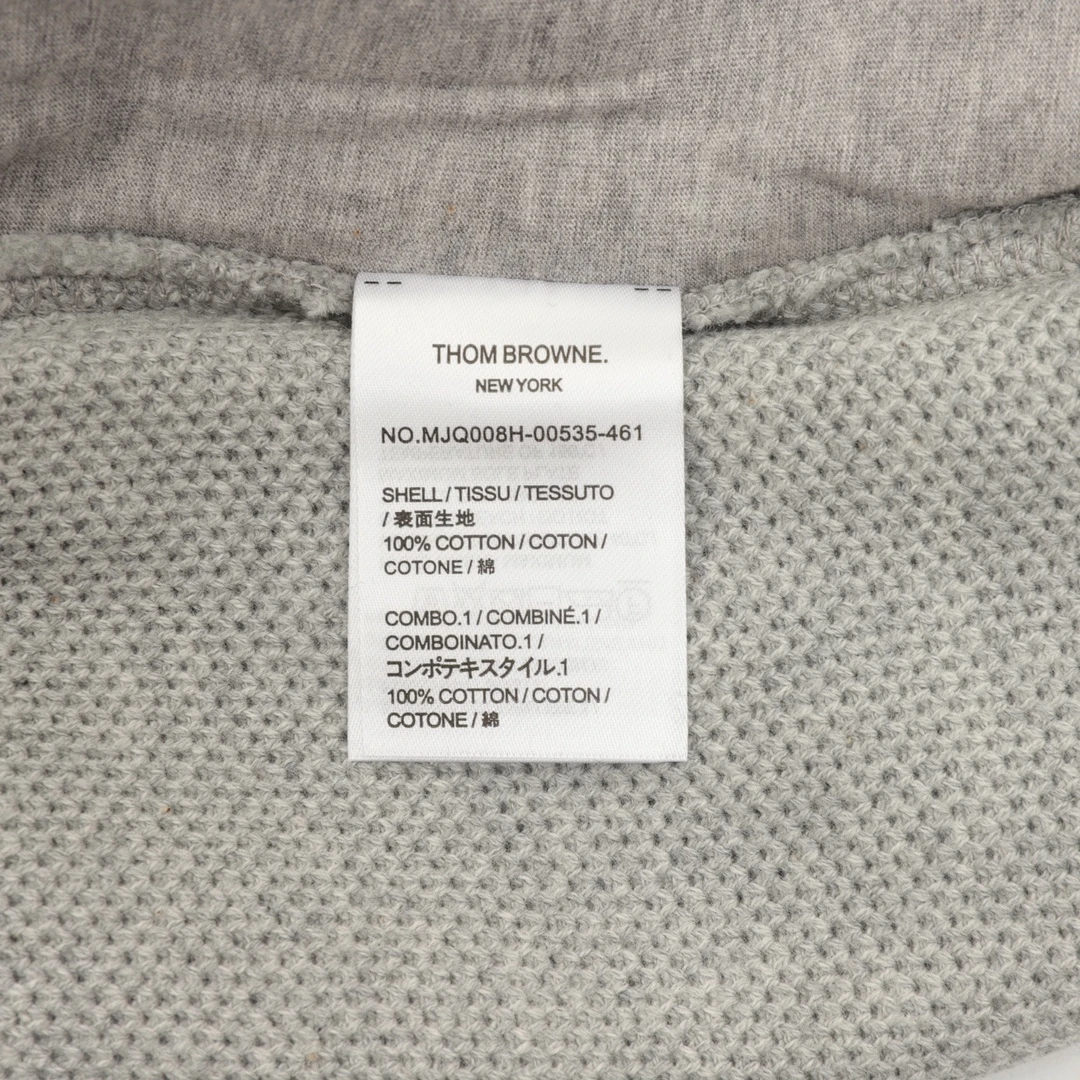 THOM BROWNE.
NEW YORK
NO.MJQ008H-00535-461
SHELL / TISSU / TESSUTO
/ 表面生地
100% COTTON / COTON /
COTONE / 綿
COMBO.1 / COMBINÉ.1 /
COMBOINATO.1 /
コンポテキスタイル.1
100% COTTON / COTON /
COTONE / 綿